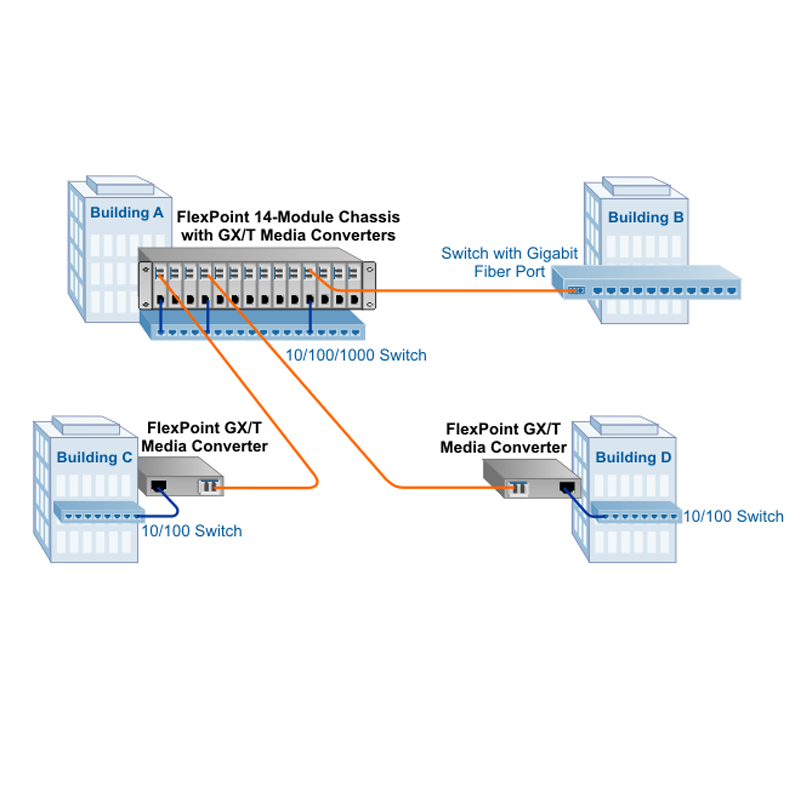 Building A
FlexPoint 14-Module Chassis
with GX/T Media Converters
Building B
Switch with Gigabit
Fiber Port
10/100/1000 Switch
FlexPoint GX/T
Media Converter
Building C
10/100 Switch
FlexPoint GX/T
Media Converter
Building D
10/100 Switch